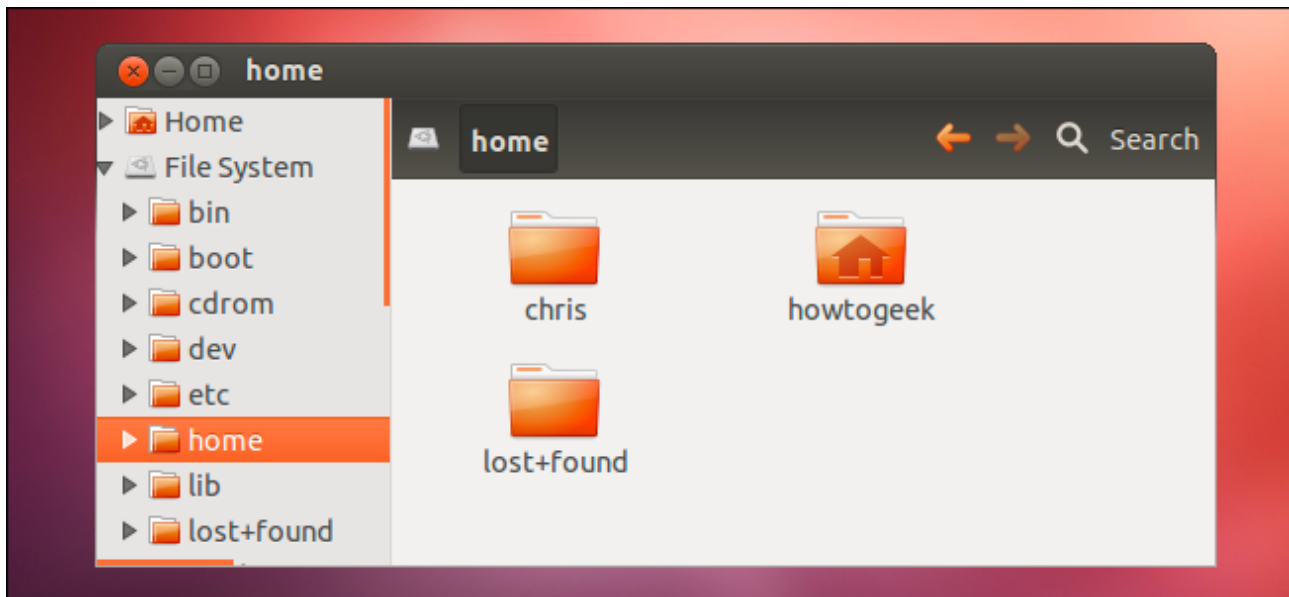 home
Home
File System
bin
boot
cdrom
dev
etc
home
lib
lost+found
home
Search
chris
howtogeek
lost+found